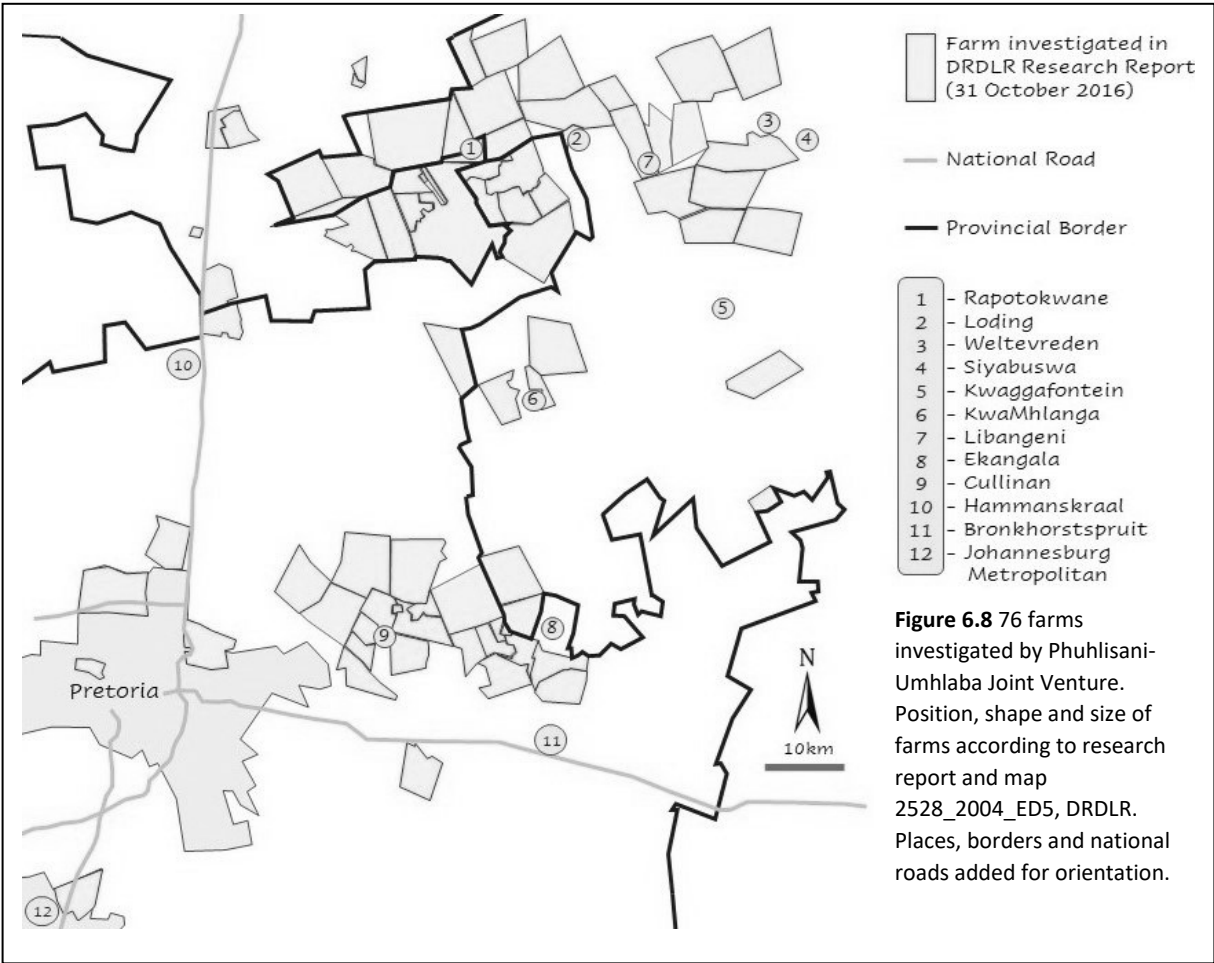 Farm investigated in
DRDLR Research Report
(31 October 2016)
National Road
Provincial Border
1 - Rapotokwane
2 - Loding
3 - Weltevreden
4 - Siyabuswa
5 - Kwaggafontein
6 - KwaMhlanga
7 - Libangeni
8 - Ekangala
9 - Cullinan
10 - Hammanskraal
11 - Bronkhorstspruit
12 - Johannesburg
Metropolitan
1
2
3
4
7
5
10
6
8
9
Pretoria
11
12
N
10km
Figure 6.8 76 farms
investigated by Phuhlisani-
Umhlaba Joint Venture.
Position, shape and size of
farms according to research
report and map
2528_2004_ED5, DRDLR.
Places, borders and national
roads added for orientation.